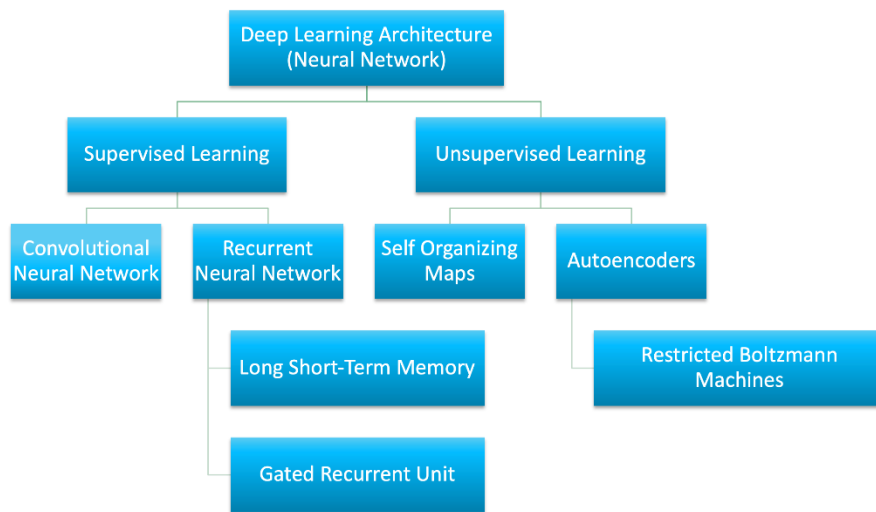 Deep Learning Architecture
(Neural Network)
Supervised Learning
Unsupervised Learning
Convolutional
Neural Network
Recurrent
Neural Network
Self Organizing
Maps
Autoencoders
Long Short-Term Memory
Restricted Boltzmann
Machines
Gated Recurrent Unit